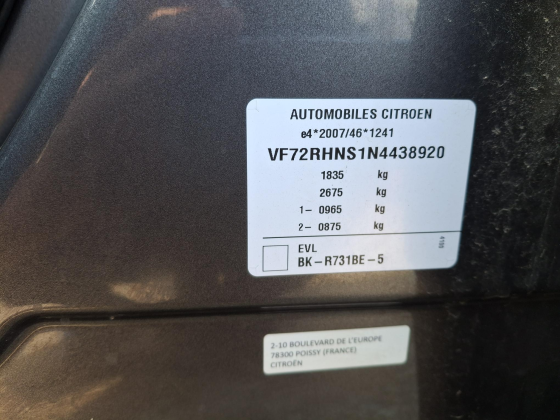 AUTOMOBILES CITROEN
e4*2007/46*1241
VF72RHNS1N4438920
1835 kg
2675 kg
1- 0965 kg
2- 0875 kg
EVL
BK-R731BE-5
2-10 BOULEVARD DE L'EUROPE
78300 POISSY (FRANCE)
CITROËN